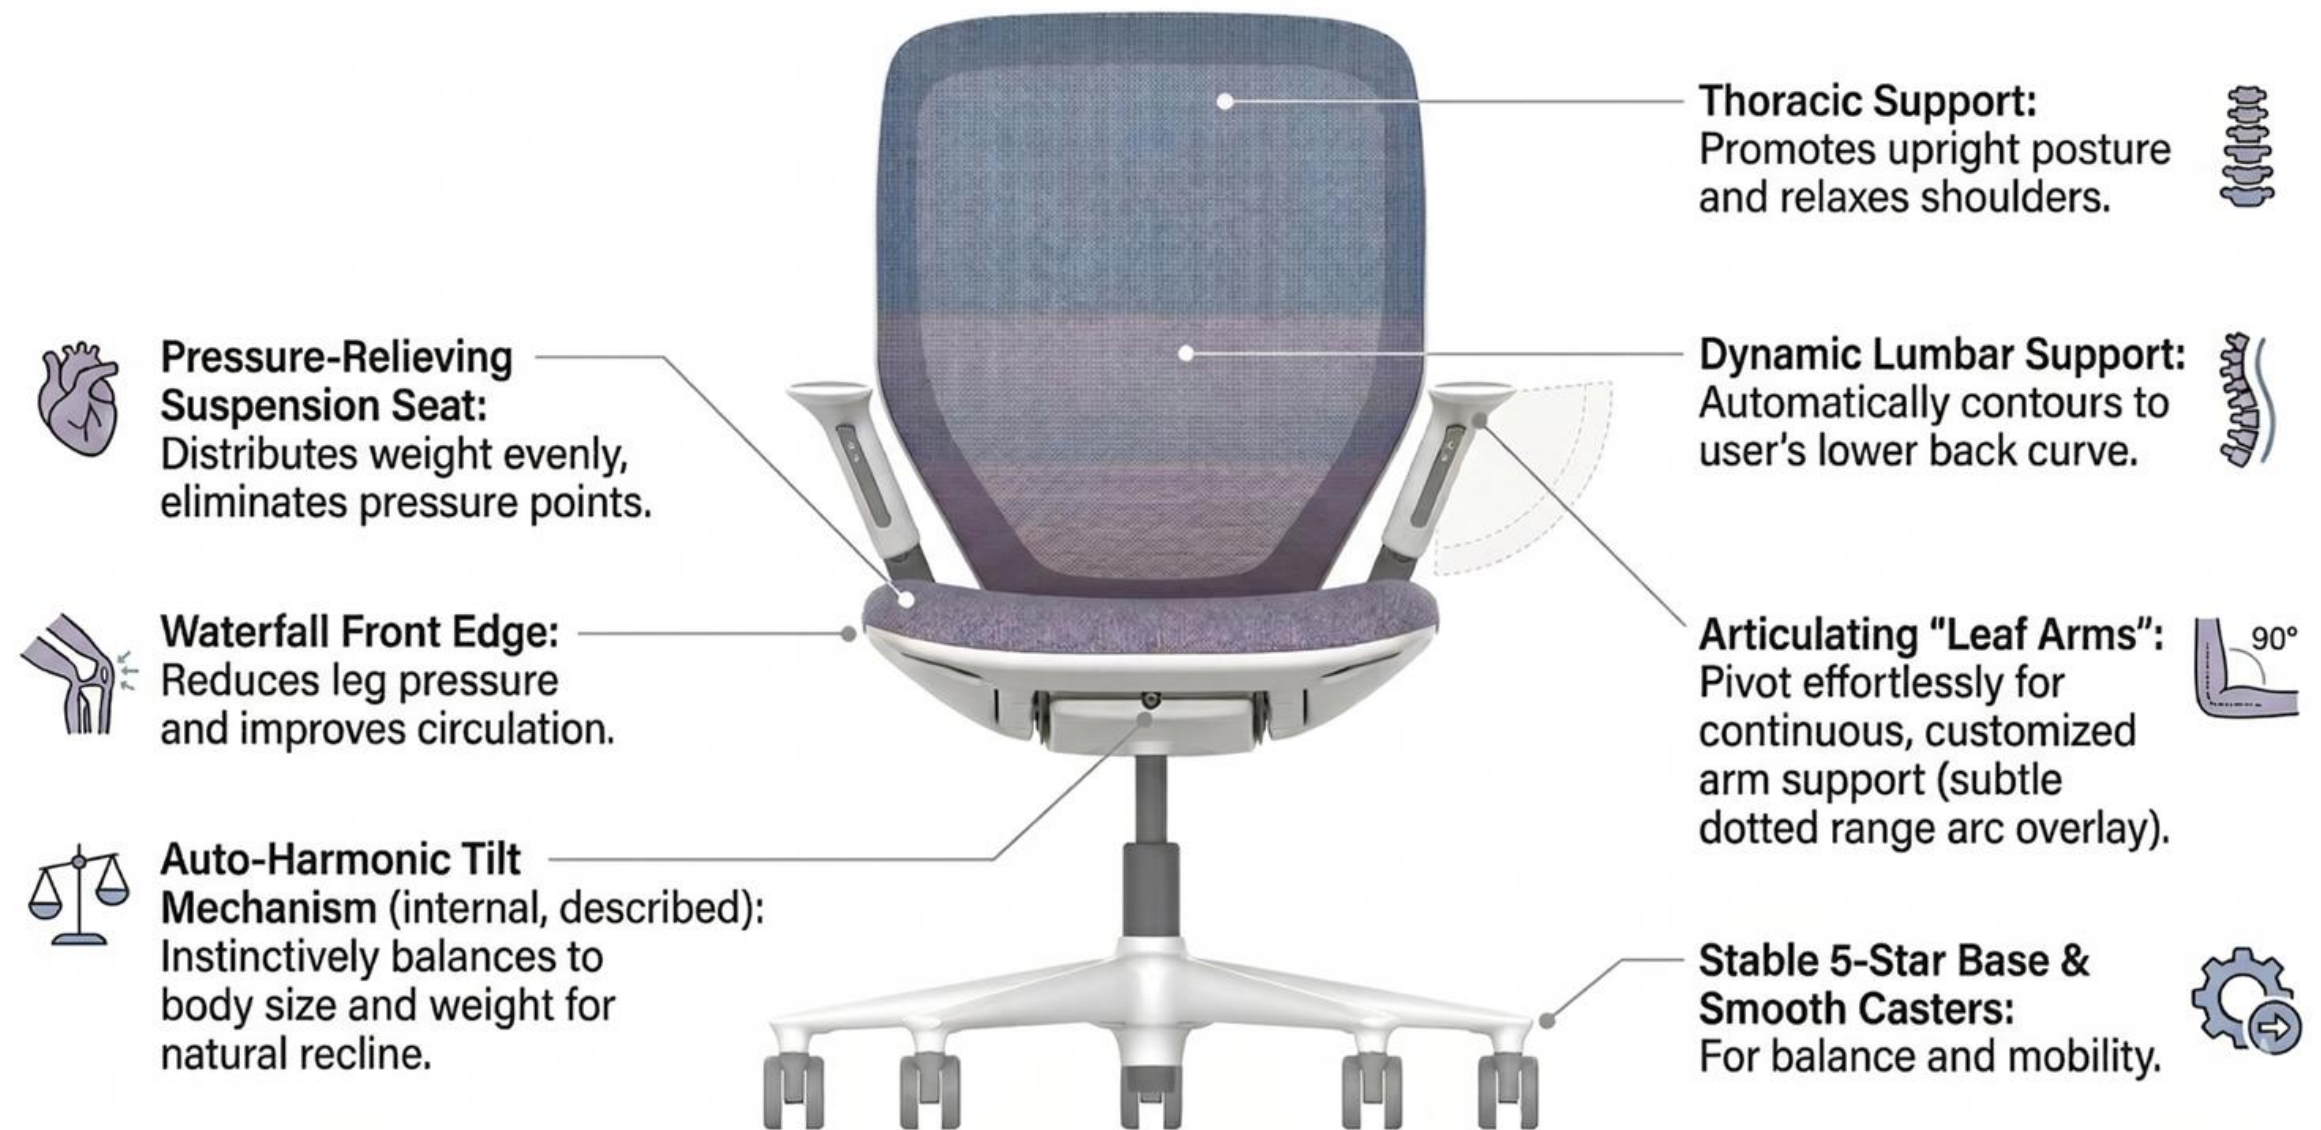 Pressure-Relieving
Suspension Seat:
Distributes weight evenly,
eliminates pressure points.
Waterfall Front Edge:
Reduces leg pressure
and improves circulation.
Auto-Harmonic Tilt
Mechanism (internal, described):
Instinctively balances to
body size and weight for
natural recline.
Thoracic Support:
Promotes upright posture
and relaxes shoulders.
Dynamic Lumbar Support:
Automatically contours to
user’s lower back curve.
Articulating "Leaf Arms”:
Pivot effortlessly for
continuous, customized
arm support (subtle
dotted range arc overlay).
90°
Stable 5-Star Base &
Smooth Casters:
For balance and mobility.